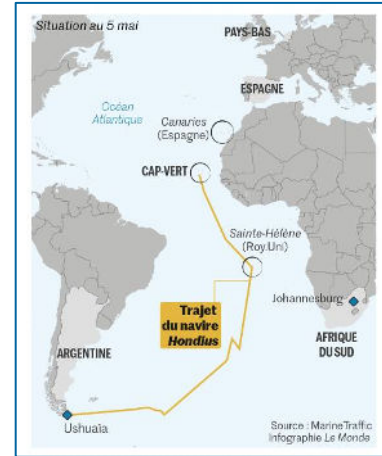 Situation au 5 mai
PAYS-BAS
ESPAGNE
Océan
Atlantique
Canaries
(Espagne)
CAP-VERT
Sainte-Hélène
(Roy.Uni)
Johannesburg
Trajet
du navire
Hondius
AFRIQUE
DU SUD
ARGENTINE
Ushuaïa
Source : MarineTraffic
Infographie Le Monde